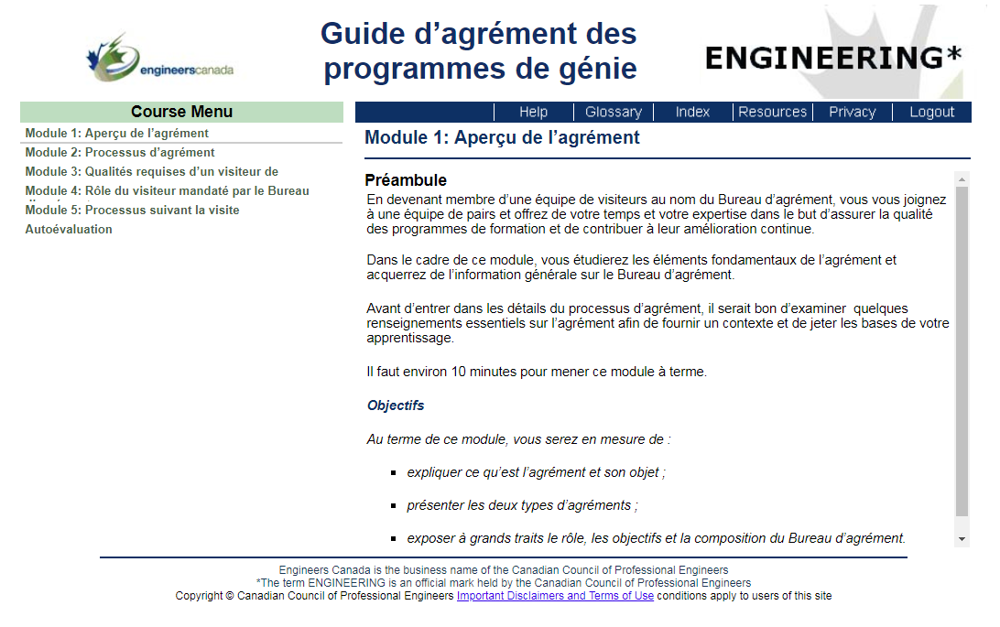 engineerscanada
Guide d’agrément des
programmes de génie
ENGINEERING*
Course Menu
Module 1: Aperçu de l’agrément
Module 2: Processus d’agrément
Module 3: Qualités requises d’un visiteur de
Module 4: Rôle du visiteur mandaté par le Bureau
Module 5: Processus suivant la visite
Autoévaluation
Help Glossary Index Resources Privacy Logout
Module 1: Aperçu de l’agrément
Préambule
En devenant membre d’une équipe de visiteurs au nom du Bureau d’agrément, vous vous joignez
à une équipe de pairs et offrez de votre temps et votre expertise dans le but d’assurer la qualité
des programmes de formation et de contribuer à leur amélioration continue.
Dans le cadre de ce module, vous étudierez les éléments fondamentaux de l’agrément et
acquerrez de l’information générale sur le Bureau d’agrément.
Avant d’entrer dans les détails du processus d’agrément, il serait bon d’examiner quelques
renseignements essentiels sur l’agrément afin de fournir un contexte et de jeter les bases de votre
apprentissage.
Il faut environ 10 minutes pour mener ce module à terme.
Objectifs
Au terme de ce module, vous serez en mesure de :
▪ expliquer ce qu’est l’agrément et son objet ;
▪ présenter les deux types d’agréments ;
▪ exposer à grands traits le rôle, les objectifs et la composition du Bureau d’agrément.
Engineers Canada is the business name of the Canadian Council of Professional Engineers
*The term ENGINEERING is an official mark held by the Canadian Council of Professional Engineers
Copyright © Canadian Council of Professional Engineers Important Disclaimers and Terms of Use conditions apply to users of this site